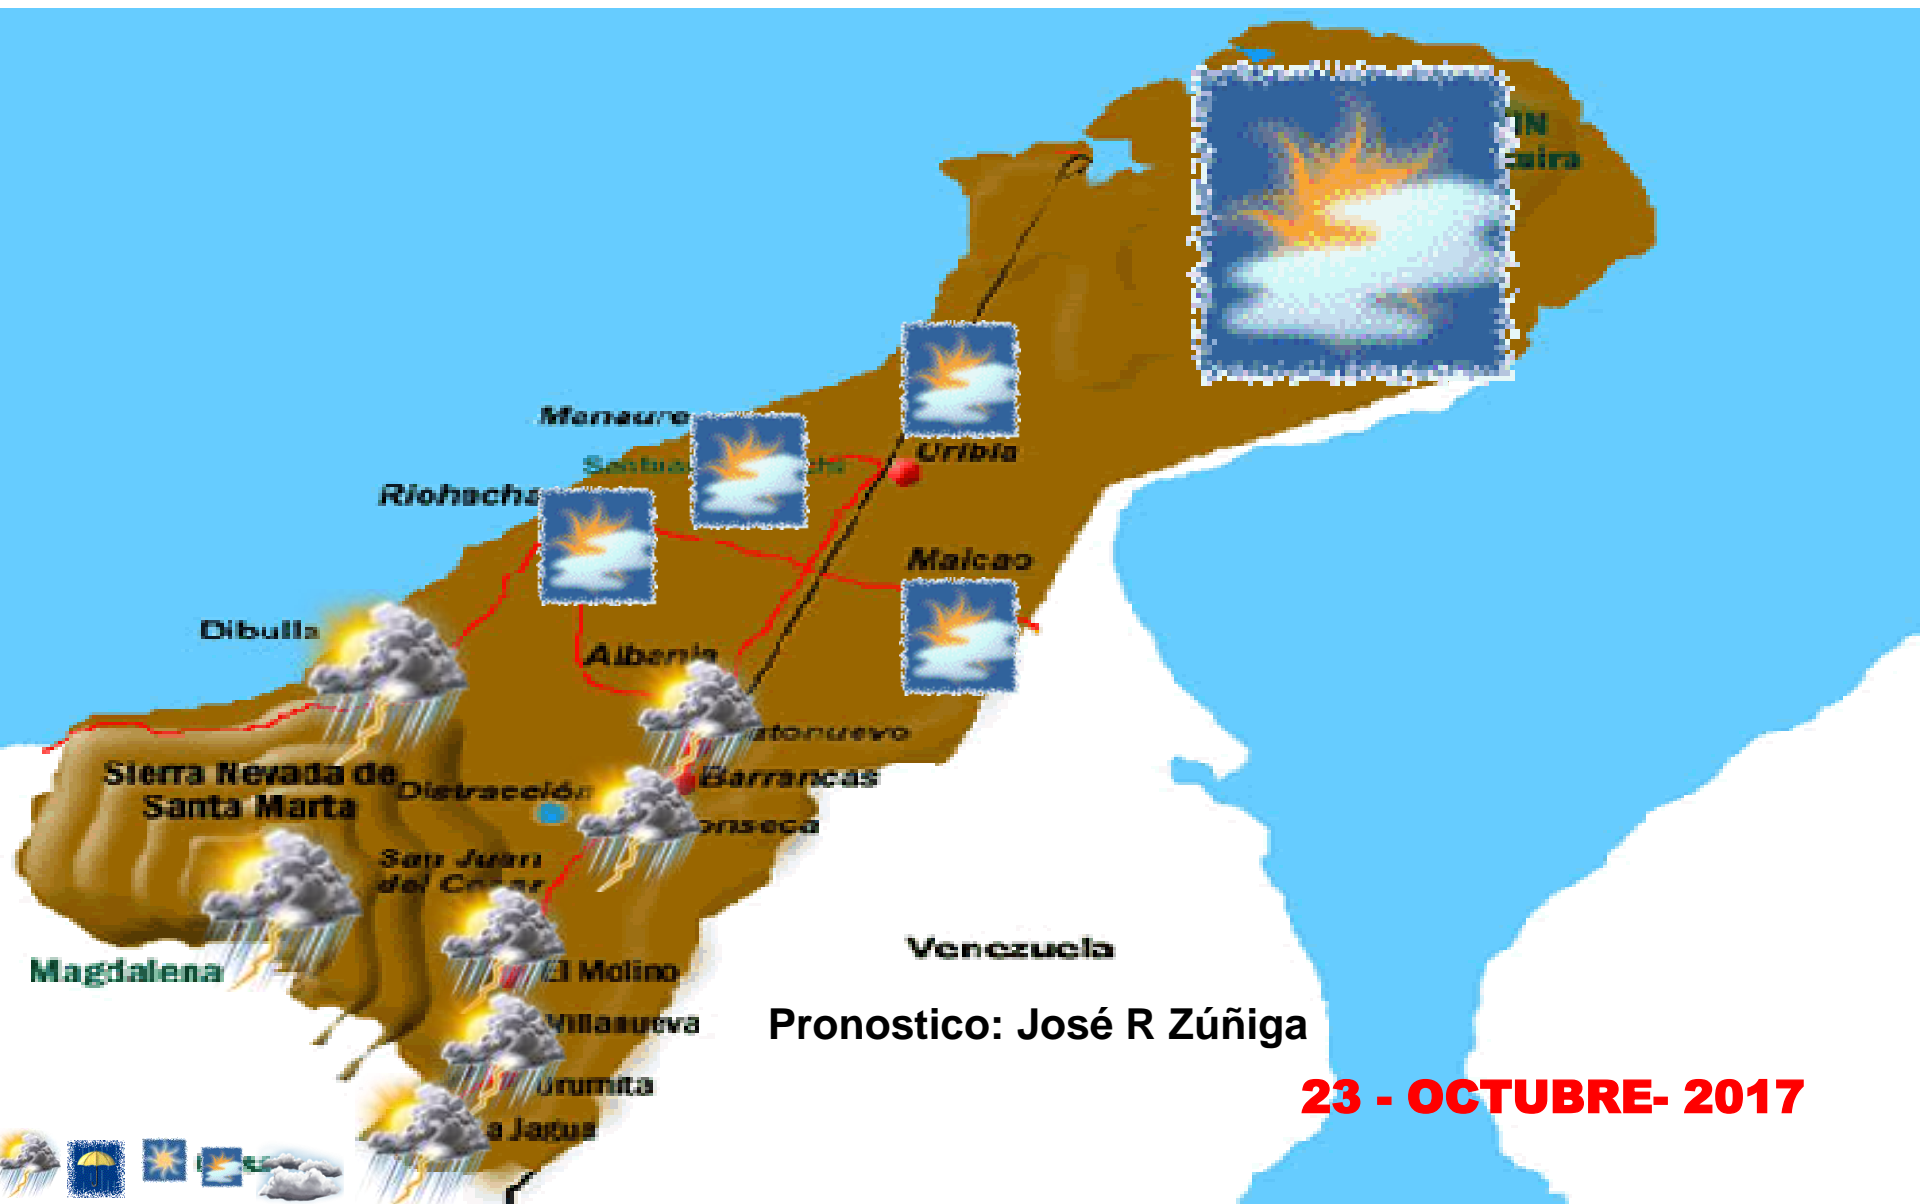 Manaure
Uribia
Riohacha
Maicao
Dibulla
Albania
Sierra Nevada de
Santa Marta
Distracción
Barrancas
San Juan
Magdalena
El Molino
Villanueva
Urumita
a Jagua
Venezuela
Pronostico: José R Zúñiga
23 - OCTUBRE- 2017